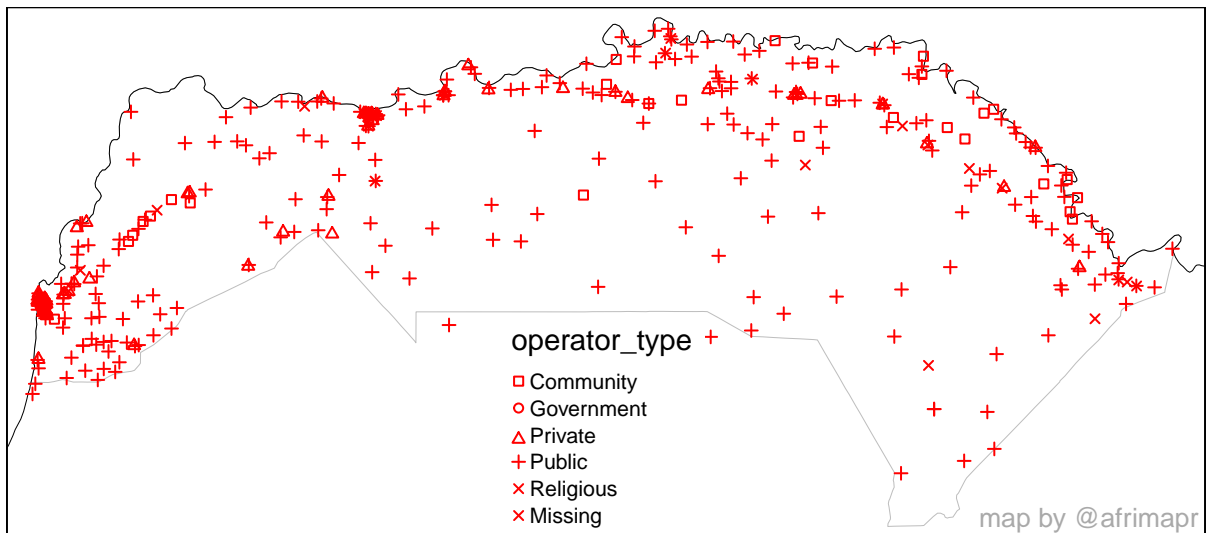 operator_type
Community
Government
Private
Public
Religious
Missing
map by @afrimapr